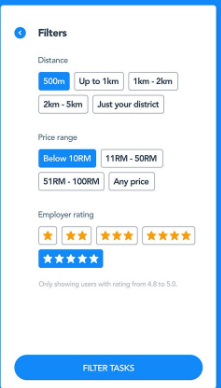 Filters
Distance
500m Up to 1km 1km - 2km
2km - 5km Just your district
Price range
Below 10RM 11RM - 50RM
51RM - 100RM Any price
Employer rating
Only showing users with rating from 4.8 to 5.0.
FILTER TASKS